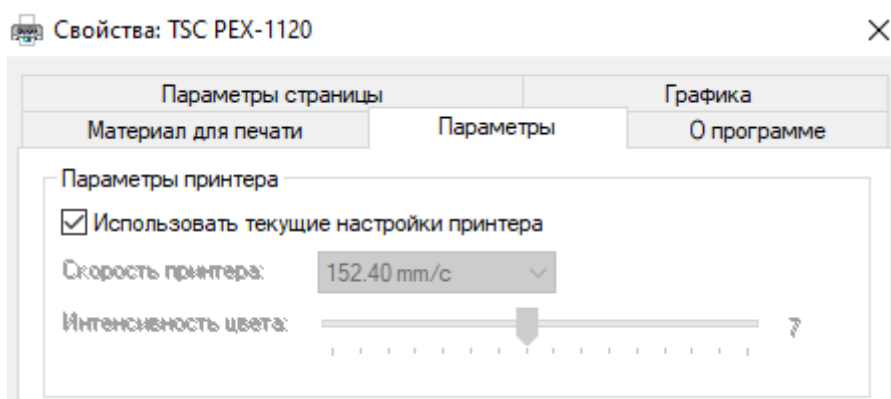 Свойства: TSC PEX-1120
Параметры страницы
Графика
Материал для печати
Параметры
О программе
Параметры принтера
Использовать текущие настройки принтера
Скорость принтера:
152.40 mm/c
Интенсивность цвета:
7